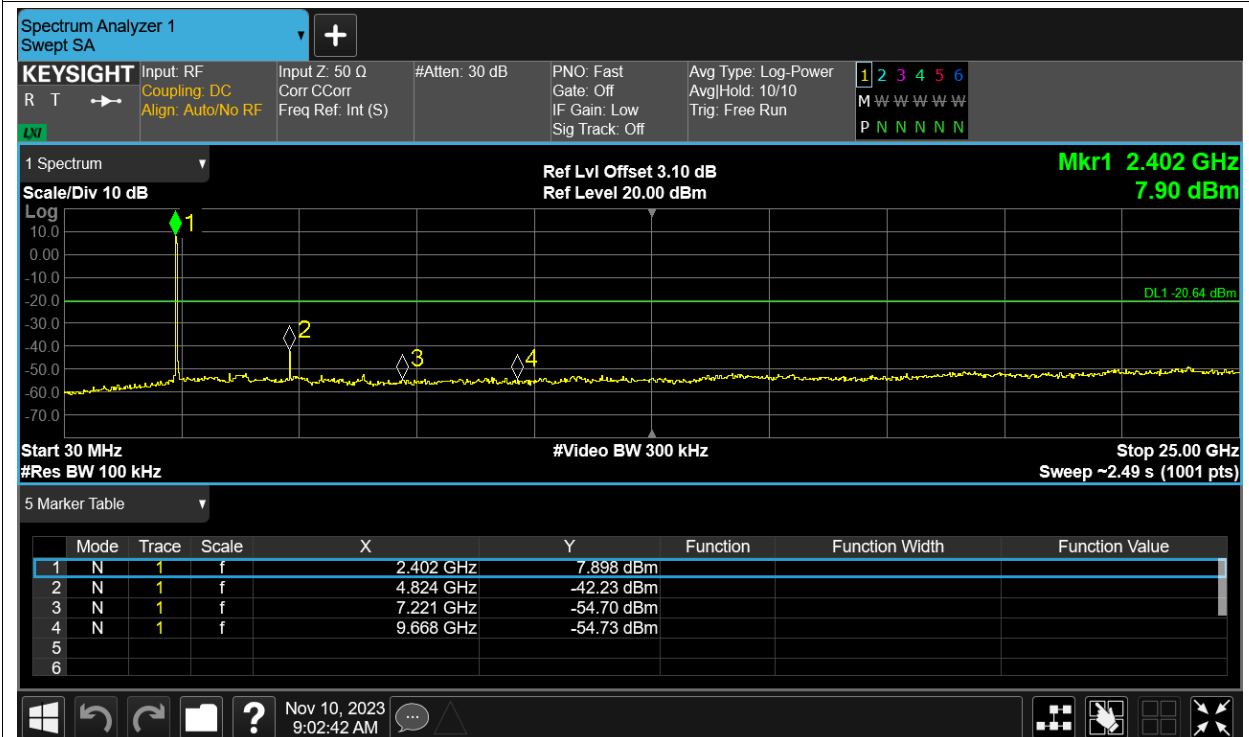 Spectrum Analyzer 1
Swept SA
KEYSIGHT
R T
LXI
Input: RF
Coupling: DC
Align: Auto/No RF
Input Z: 50 Ω
Corr CCorr
Freq Ref: Int (S)
#Atten: 30 dB
PNO: Fast
Gate: Off
IF Gain: Low
Sig Track: Off
Avg Type: Log-Power
Avg|Hold: 10/10
Trig: Free Run
1 2 3 4 5 6
M W W W W W
P N N N N N
1 Spectrum
Scale/Div 10 dB
Ref Lvl Offset 3.10 dB
Ref Level 20.00 dBm
Mkr1 2.402 GHz
7.90 dBm
Log
10.0
0.00
-10.0
-20.0
-30.0
-40.0
-50.0
-60.0
-70.0
1
2
3
4
DL1 -20.64 dBm
Start 30 MHz
#Video BW 300 kHz
Stop 25.00 GHz
#Res BW 100 kHz
Sweep ~2.49 s (1001 pts)
5 Marker Table
Mode Trace Scale X Y Function Function Width Function Value
1 N 1 f 2.402 GHz 7.898 dBm
2 N 1 f 4.824 GHz -42.23 dBm
3 N 1 f 7.221 GHz -54.70 dBm
4 N 1 f 9.668 GHz -54.73 dBm
5
6
?
Nov 10, 2023
9:02:42 AM